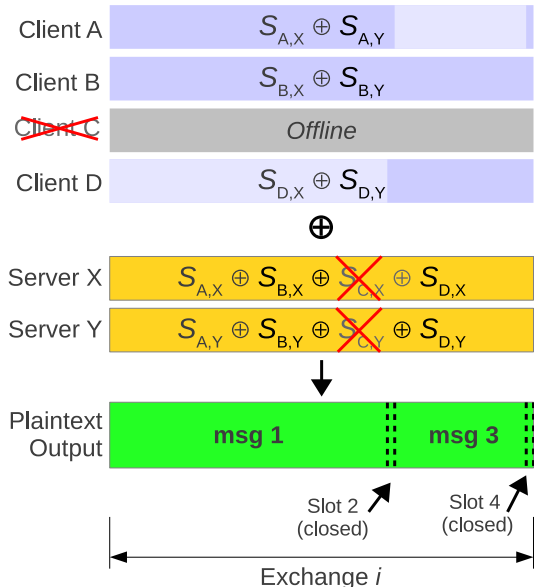 Client A
S_A,X ⊕ S_A,Y
Client B
S_B,X ⊕ S_B,Y
Client C
Offline
Client D
S_D,X ⊕ S_D,Y
⊕
Server X
S_A,X ⊕ S_B,X ⊕ S_C,X ⊕ S_D,X
Server Y
S_A,Y ⊕ S_B,Y ⊕ S_C,Y ⊕ S_D,Y
Plaintext
Output
msg 1
msg 3
Slot 2
(closed)
Slot 4
(closed)
Exchange i